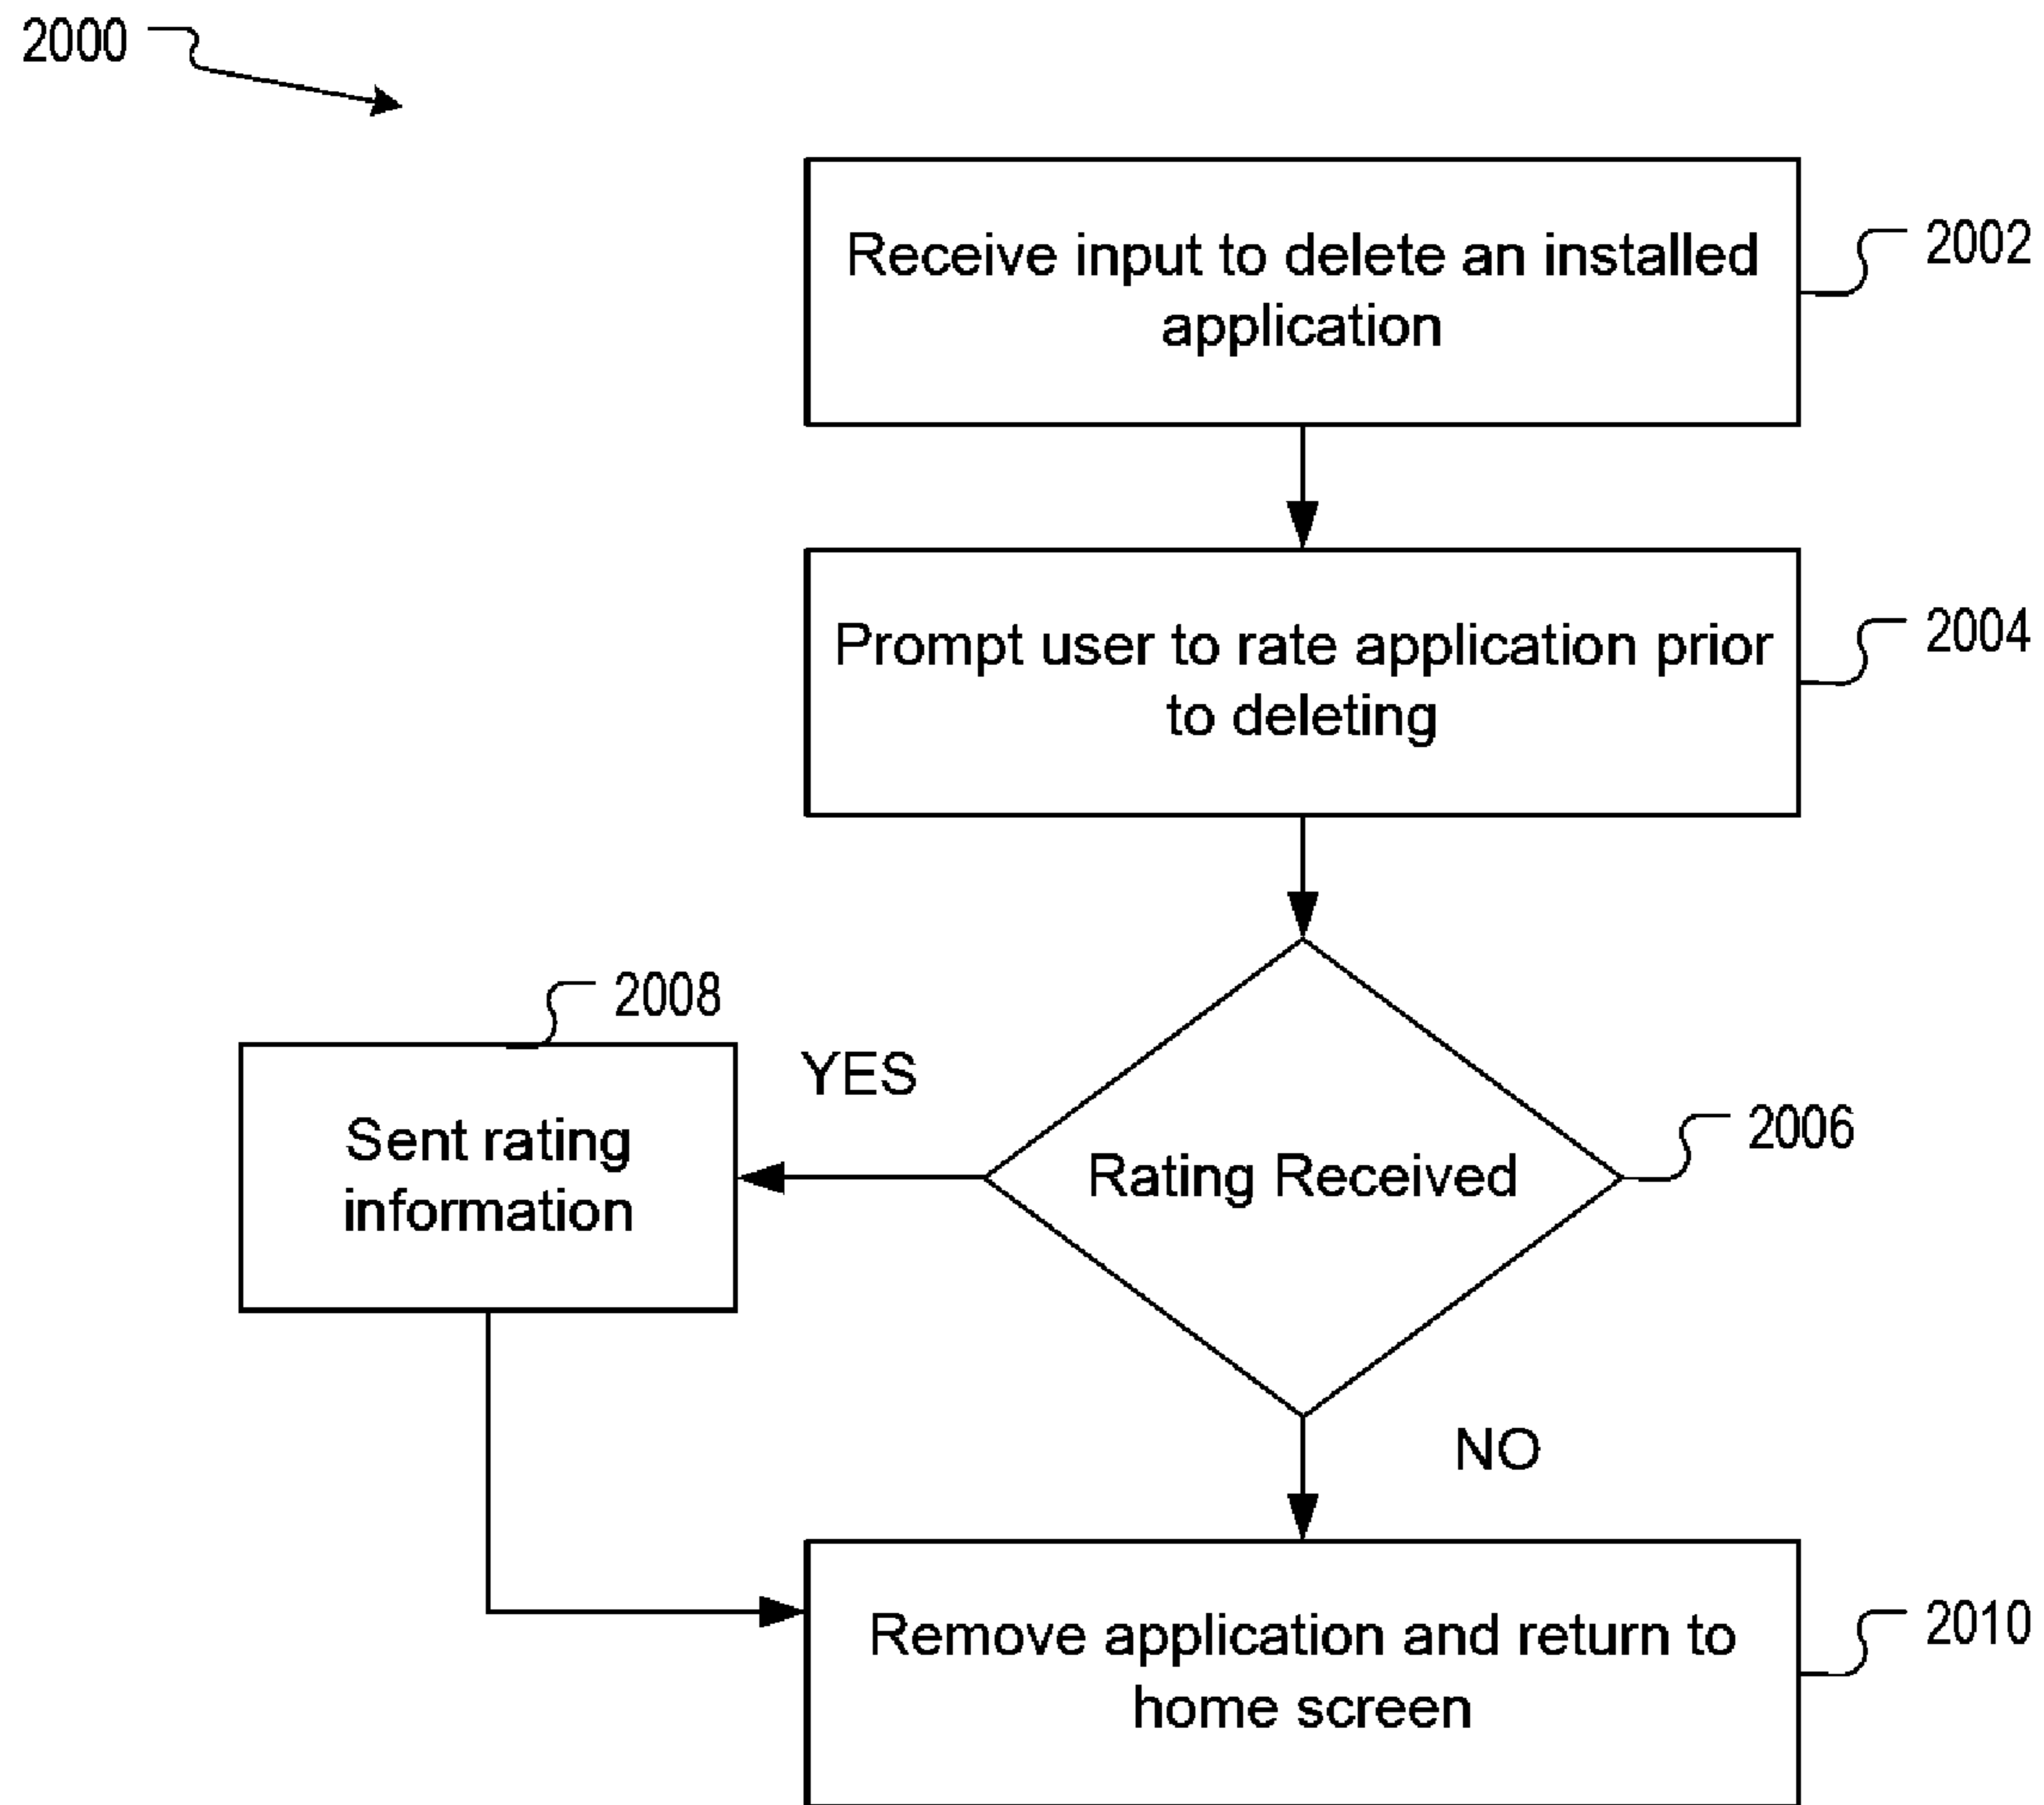 2000
Receive input to delete an installed
application
2002
Prompt user to rate application prior
to deleting
2004
2008
YES
Sent rating
information
Rating Received
2006
NO
Remove application and return to
home screen
2010